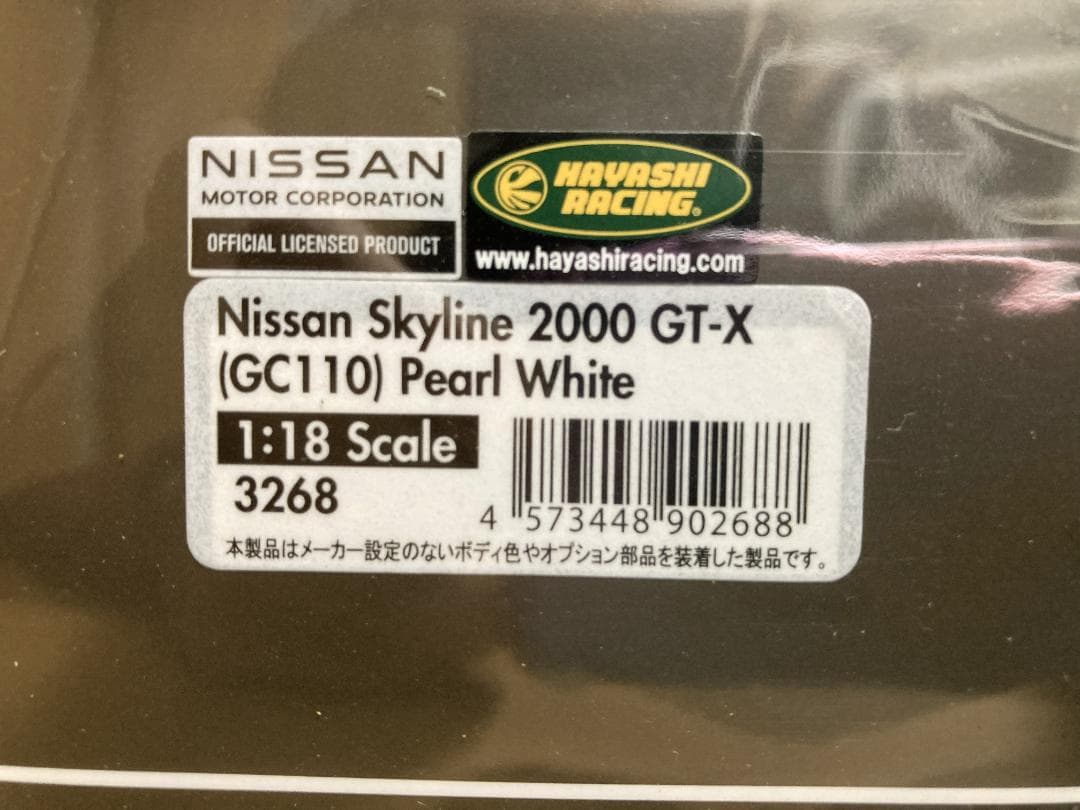 NISSAN
MOTOR CORPORATION
OFFICIAL LICENSED PRODUCT
HAYASHI
RACING.
www.hayashiracing.com
Nissan Skyline 2000 GT-X
(GC110) Pearl White
1:18 Scale
3268
4 573448 902688
本製品はメーカー設定のないボディ色やオプション部品を装着した製品です。